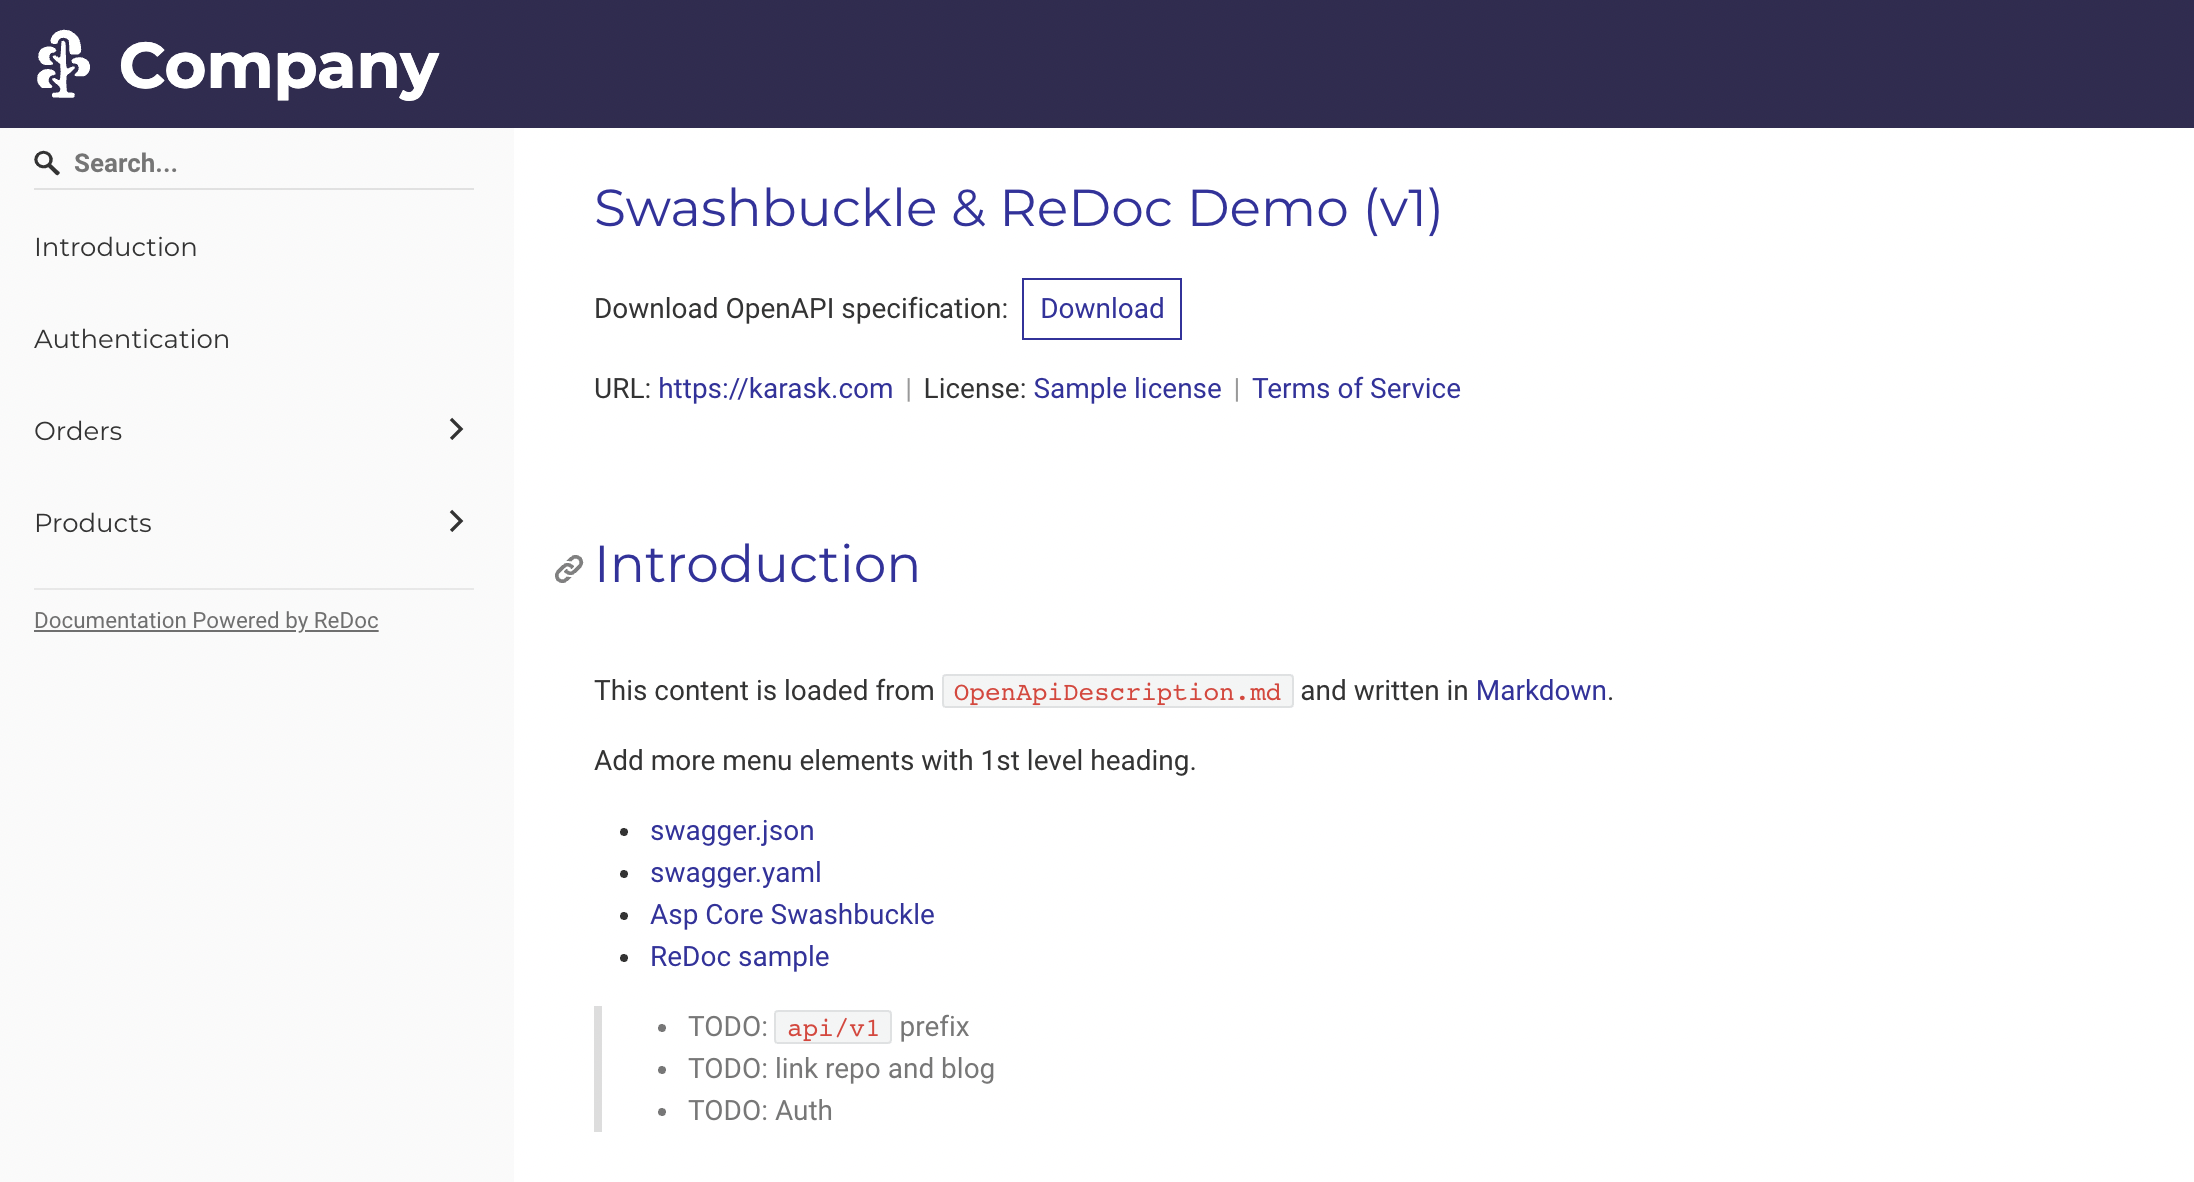 Company
Search...
Introduction
Authentication
Orders
Products
Documentation Powered by ReDoc
Swashbuckle & ReDoc Demo (v1)
Download OpenAPI specification: Download
URL: https://karask.com | License: Sample license | Terms of Service
Introduction
This content is loaded from OpenApiDescription.md and written in Markdown.
Add more menu elements with 1st level heading.
• swagger.json
• swagger.yaml
• Asp Core Swashbuckle
• ReDoc sample
• TODO: api/v1 prefix
• TODO: link repo and blog
• TODO: Auth